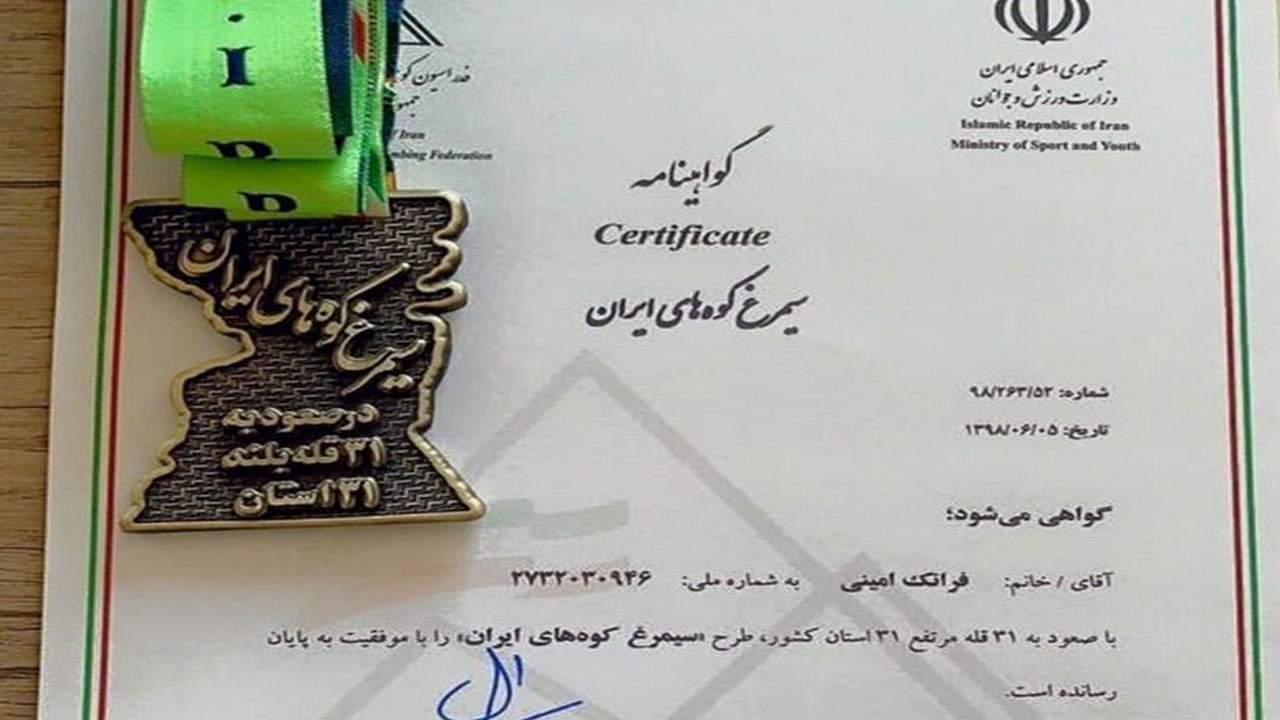 جمهوری اسلامی ایران
وزارت ورزش و جوانان
Islamic Republic of Iran
Ministry of Sport and Youth
فدراسیون
Iran
Federation
گواهینامه
Certificate
سیمرغ کوه‌های ایران
شماره: ۹۸/۲۶۳/۵۲
تاریخ: ۱۳۹۸/۰۶/۰۵
گواهی می‌شود؛
آقای / خانم: فرانک امینی به شماره ملی: ۲۷۳۲۰۳۰۹۴۶
با صعود به ۳۱ قله مرتفع ۳۱ استان کشور، طرح «سیمرغ کوه‌های ایران» را با موفقیت به پایان
رسانده است.
سیمرغ کوه های ایران
در صعود به
۳۱ قله بلند
۳۱ استان